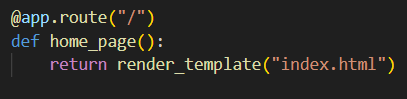 @app.route("/")
def home_page():
    return render_template("index.html")